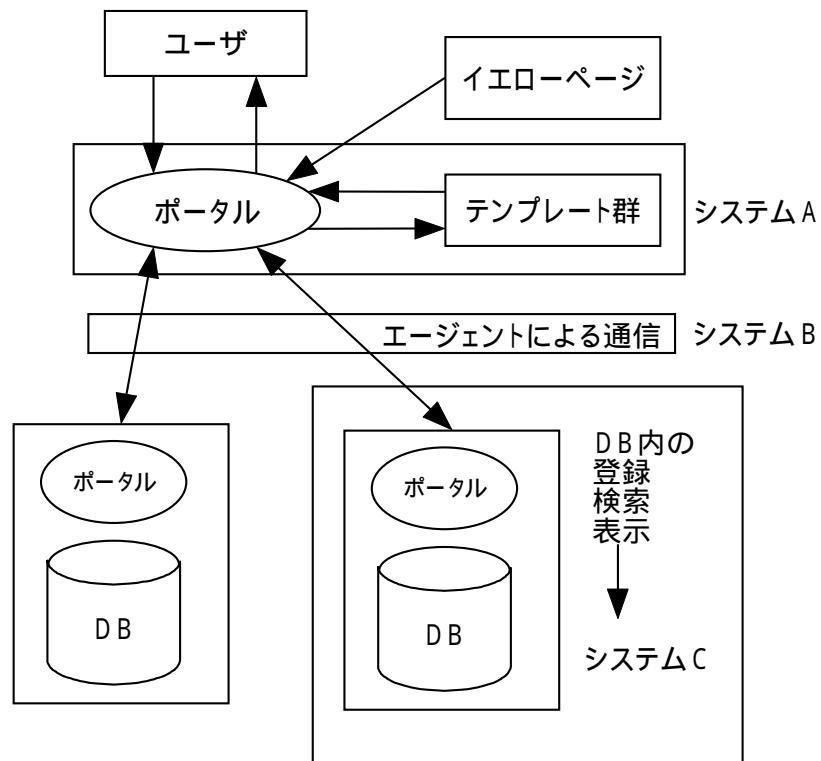 ユーザ
イエローページ
ポータル
テンプレート群
システムA
エージェントによる通信
システムB
ポータル
DB
ポータル
DB
DB内の
登録
検索
表示
システムC